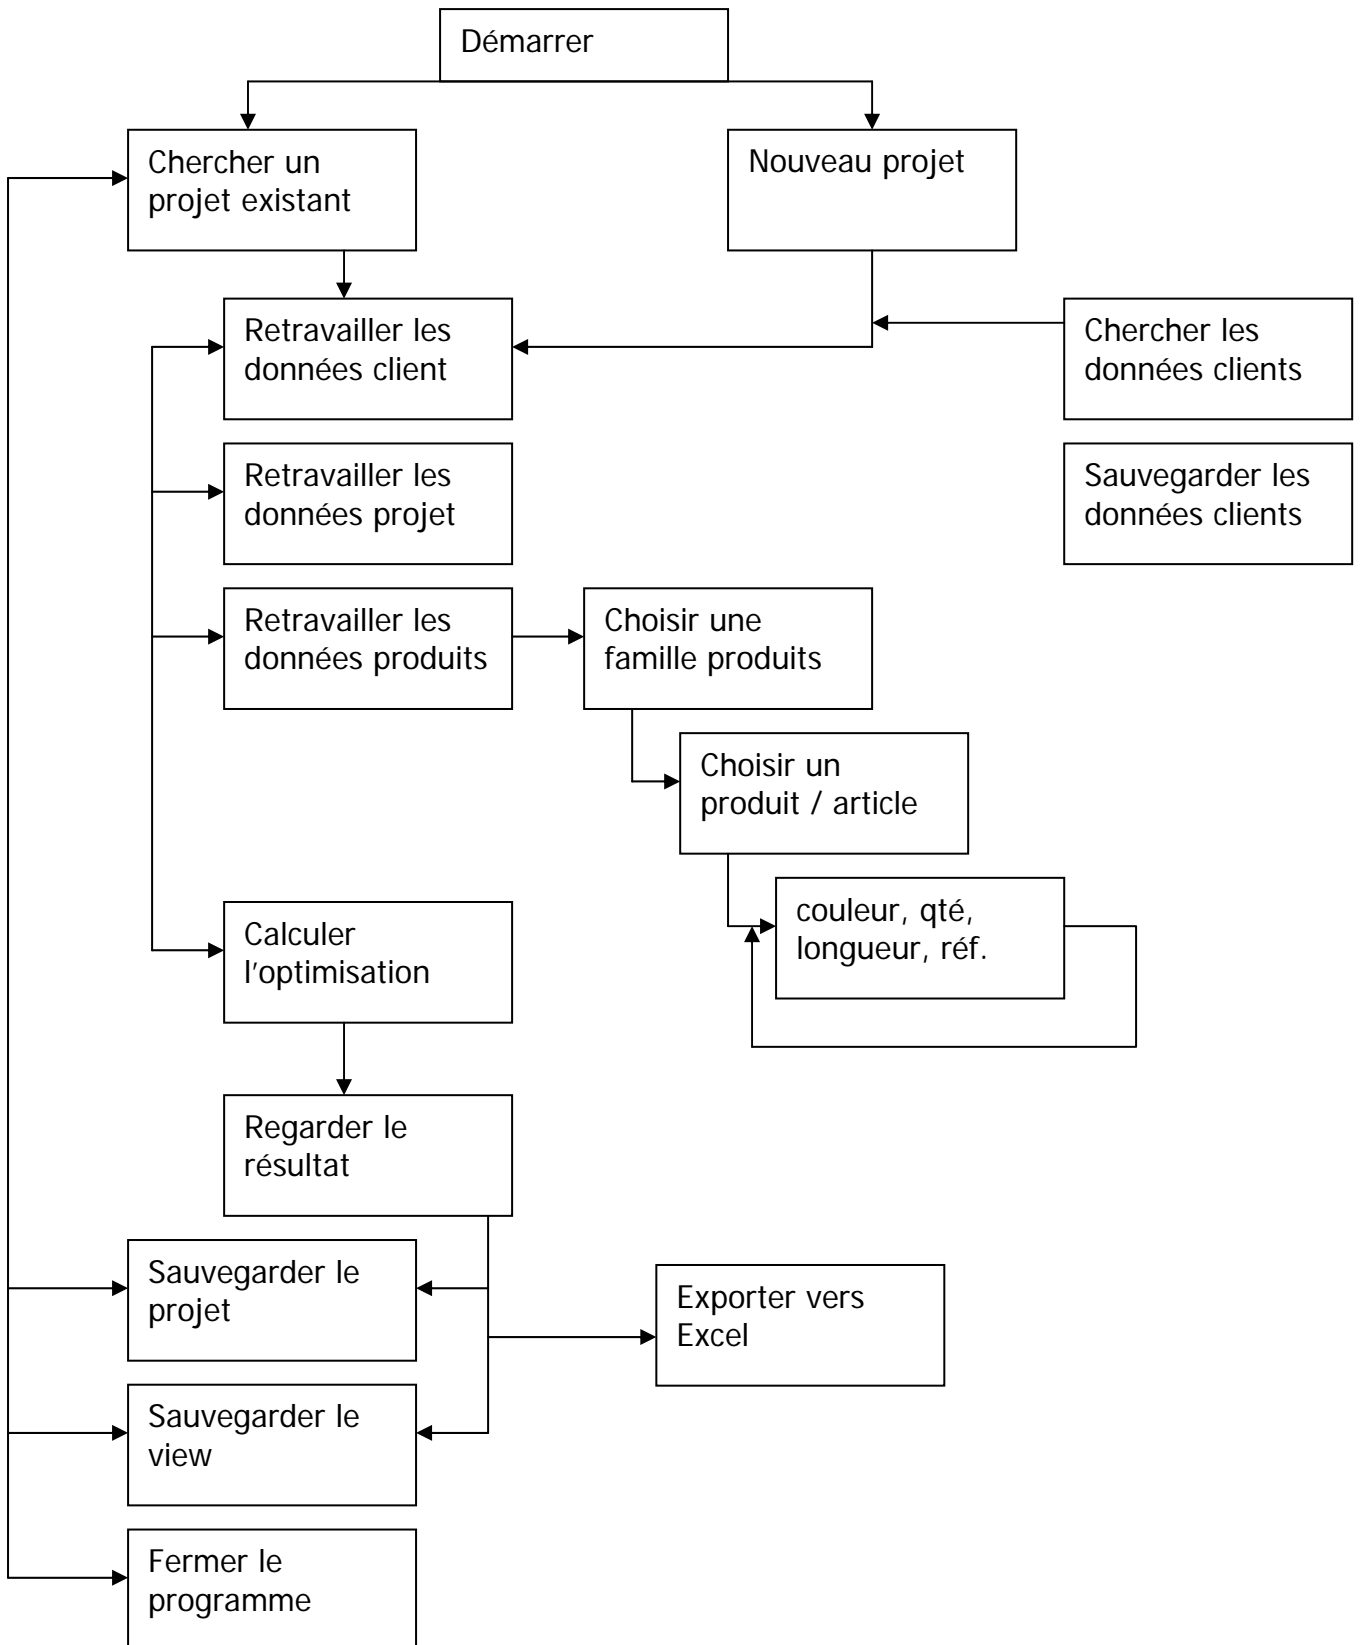 Démarrer
Chercher un
projet existant
Nouveau projet
Retravailler les
données client
Chercher les
données clients
Retravailler les
données projet
Sauvegarder les
données clients
Retravailler les
données produits
Choisir une
famille produits
Choisir un
produit / article
couleur, qté,
longueur, réf.
Calculer
l'optimisation
Regarder le
résultat
Sauvegarder le
projet
Exporter vers
Excel
Sauvegarder le
view
Fermer le
programme